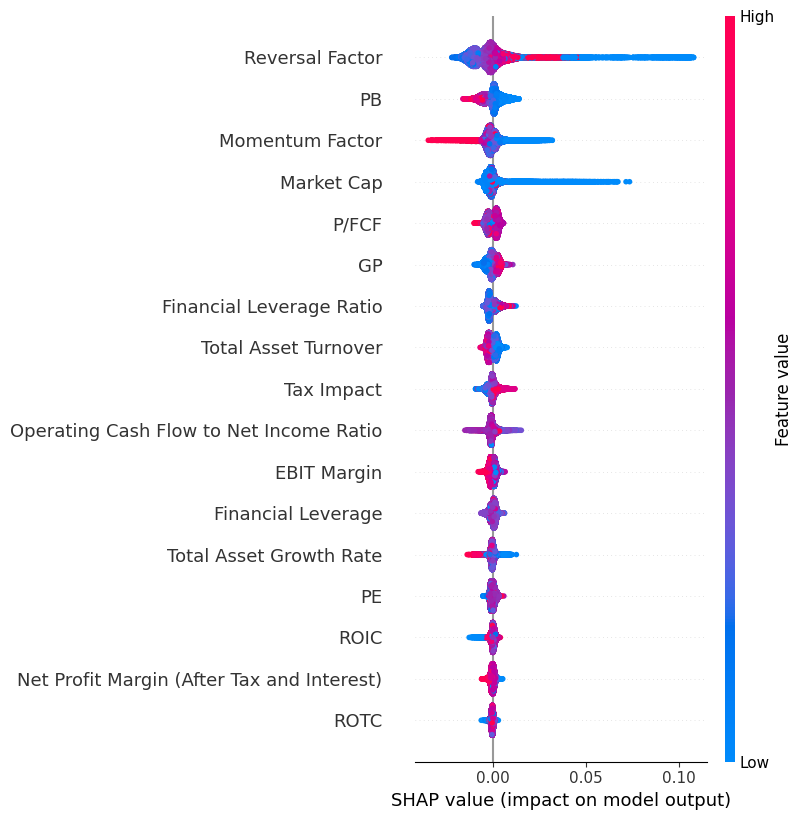 High
Reversal Factor
PB
Momentum Factor
Market Cap
P/FCF
GP
Financial Leverage Ratio
Total Asset Turnover
Tax Impact
Operating Cash Flow to Net Income Ratio
EBIT Margin
Financial Leverage
Total Asset Growth Rate
PE
ROIC
Net Profit Margin (After Tax and Interest)
ROTC
Feature value
Low
0.00 0.05 0.10
SHAP value (impact on model output)